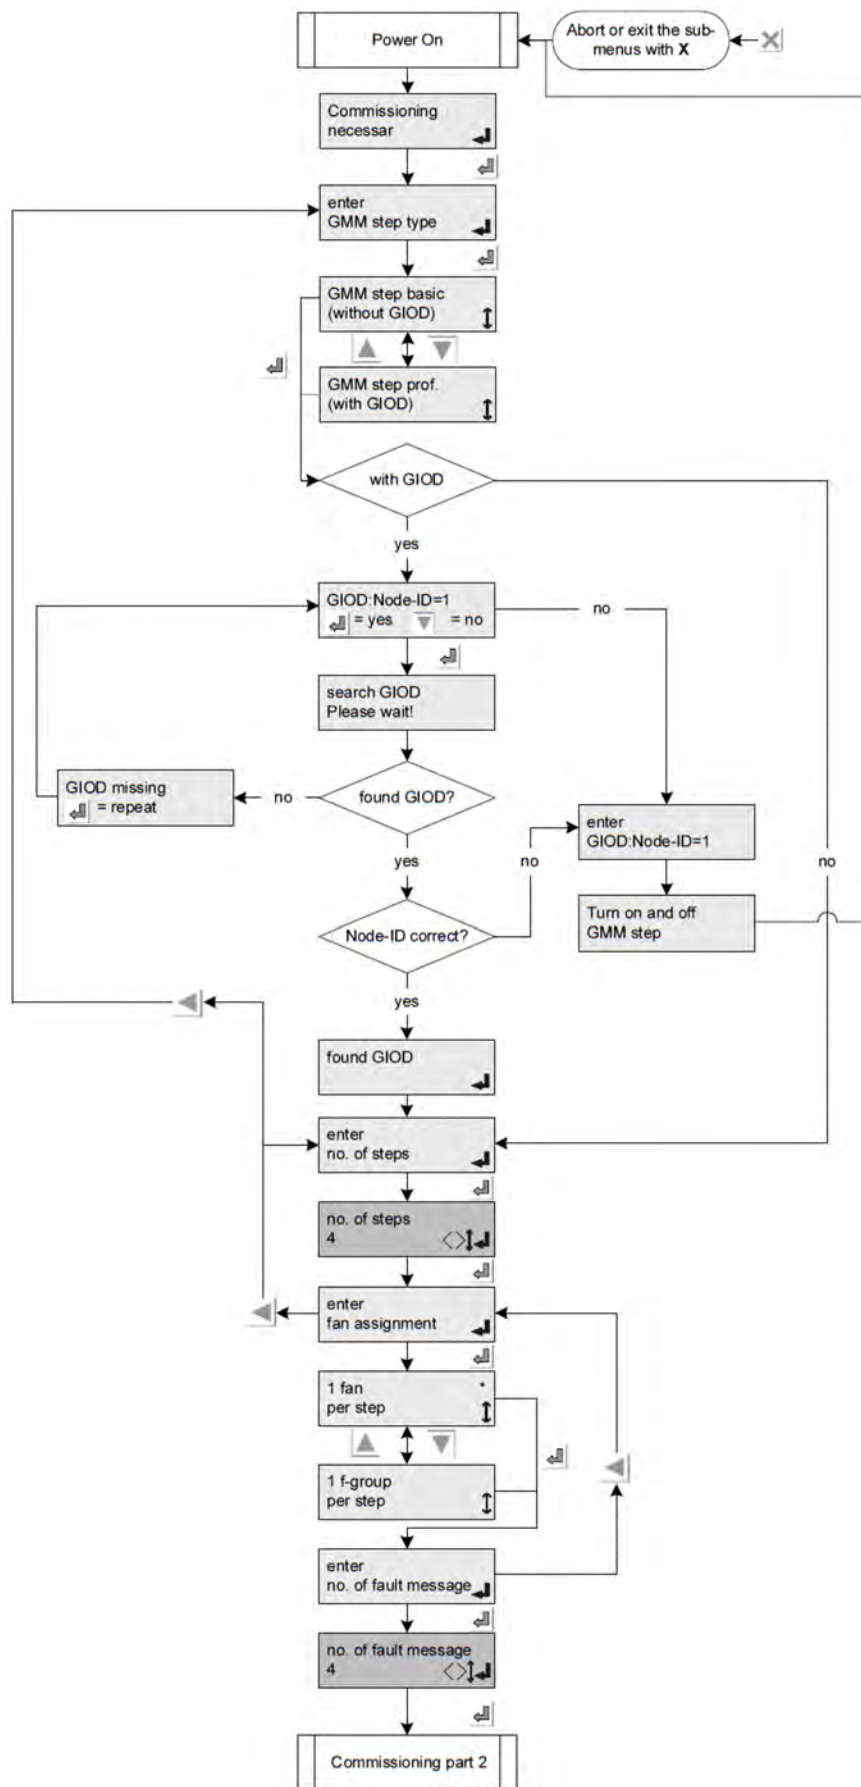 Power On
Abort or exit the sub-
menus with X
Commissioning
necessar
enter
GMM step type
GMM step basic
(without GIOD)
GMM step prof.
(with GIOD)
with GIOD
yes
GIOD:Node-ID=1
= yes = no
no
search GIOD
Please wait!
GIOD missing
= repeat
no
found GIOD?
enter
GIOD:Node-ID=1
yes
no
no
Node-ID correct?
Turn on and off
GMM step
yes
found GIOD
enter
no. of steps
no. of steps
4
enter
fan assignment
1 fan *
per step
1 f-group
per step
enter
no. of fault message
no. of fault message
4
Commissioning part 2